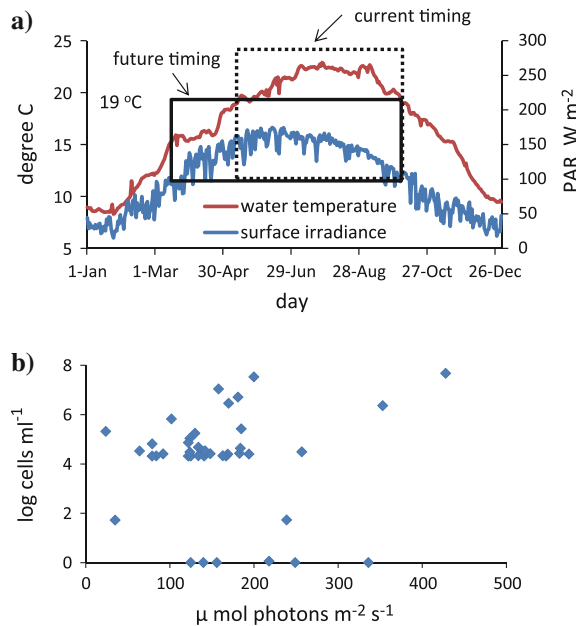 a)
current timing
future timing
19 °C
25
20
15
10
5
degree C
300
250
200
150
100
50
0
PAR W m-2
water temperature
surface irradiance
1-Jan 1-Mar 30-Apr 29-Jun 28-Aug 27-Oct 26-Dec
day
b)
8
6
4
2
0
log cells ml-1
0 100 200 300 400 500
µ mol photons m-2 s-1